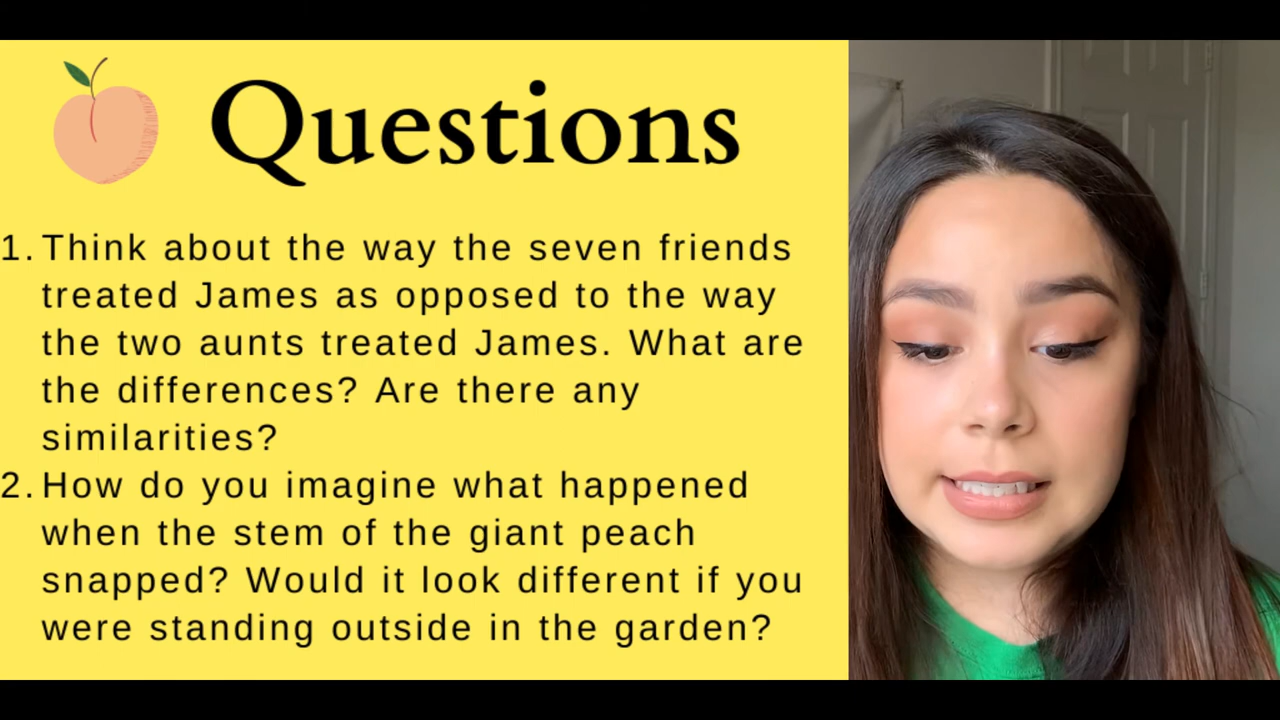 Questions
1. Think about the way the seven friends
treated James as opposed to the way
the two aunts treated James. What are
the differences? Are there any
similarities?
2. How do you imagine what happened
when the stem of the giant peach
snapped? Would it look different if you
were standing outside in the garden?